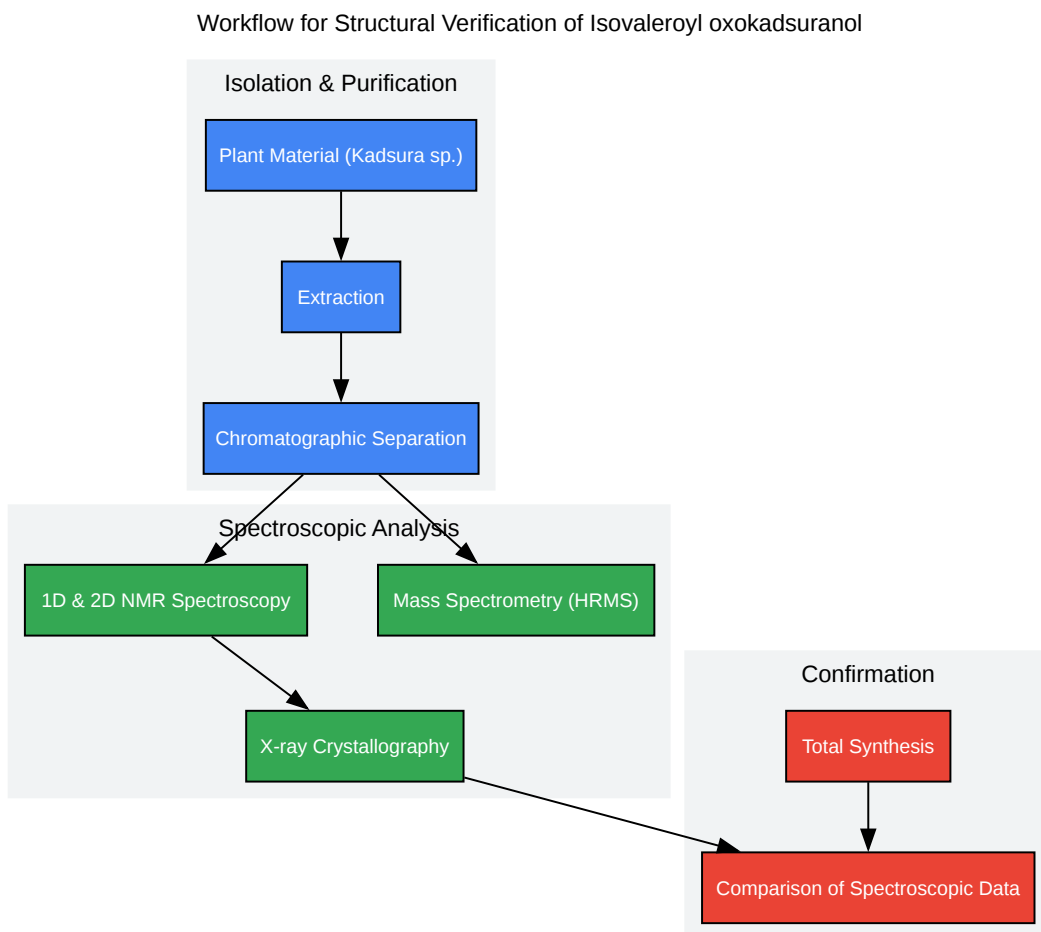 Workflow for Structural Verification of Isovaleroyl oxokadsuranol
Isolation & Purification
Plant Material (Kadsura sp.)
Extraction
Chromatographic Separation
Spectroscopic Analysis
1D & 2D NMR Spectroscopy
Mass Spectrometry (HRMS)
X-ray Crystallography
Confirmation
Total Synthesis
Comparison of Spectroscopic Data